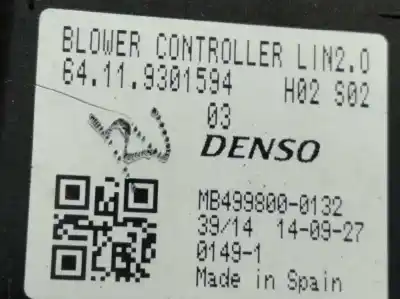 BLOWER CONTROLLER LIN2.0
64.11.9301594 H02 S02
03
DENSO
MB499800-0132
39/14 14-09-27
0149-1
Made in Spain